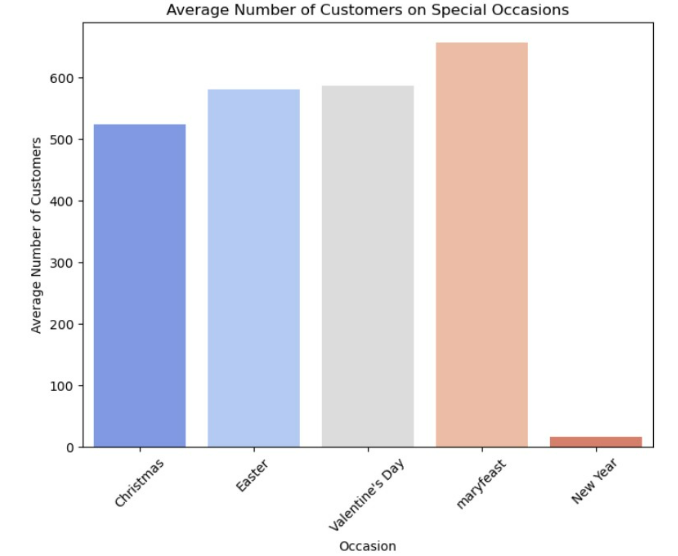 Average Number of Customers on Special Occasions
Average Number of Customers
600
500
400
300
200
100
0
Christmas
Easter
Valentine's Day
maryfeast
New Year
Occasion